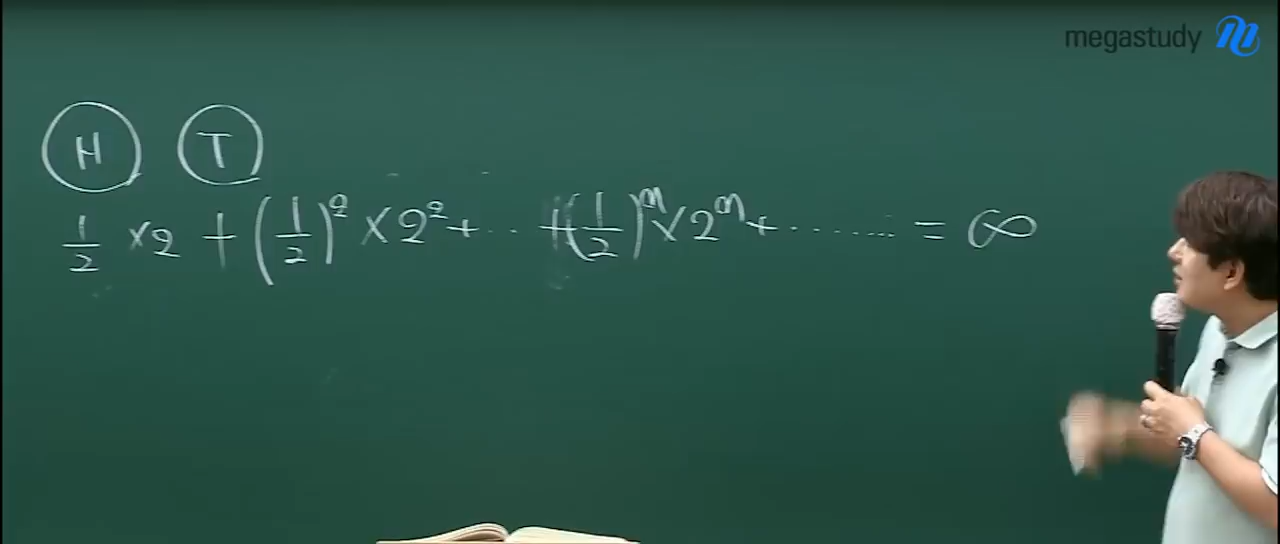 megastudy
H T
1/2 ×2 + (1/2)^2 × 2^2 + ... + (1/2)^n × 2^n + ....... = ∞